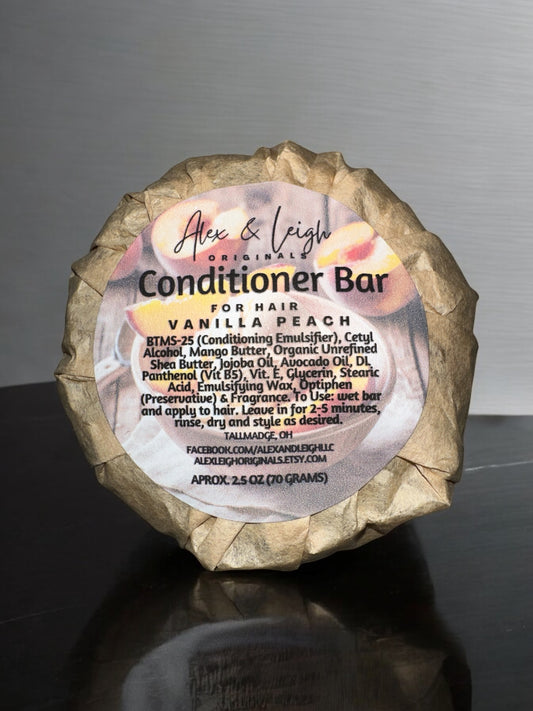 Alex & Leigh
ORIGINALS
Conditioner Bar
FOR HAIR
VANILLA PEACH
BTMS-25 (Conditioning Emulsifier), Cetyl
Alcohol, Mango Butter, Organic Unrefined
Shea Butter, Jojoba Oil, Avocado Oil, DL
Panthenol (Vit B5), Vit. E, Glycerin, Stearic
Acid, Emulsifying Wax, Optiphen
(Preservative) & Fragrance. To Use: wet bar
and apply to hair. Leave in for 2-5 minutes,
rinse, dry and style as desired.
TALLMADGE, OH
FACEBOOK.COM/ALEXANDLEIGHLLC
ALEXLEIGHORIGINALS.ETSY.COM
APROX. 2.5 OZ (70 GRAMS)